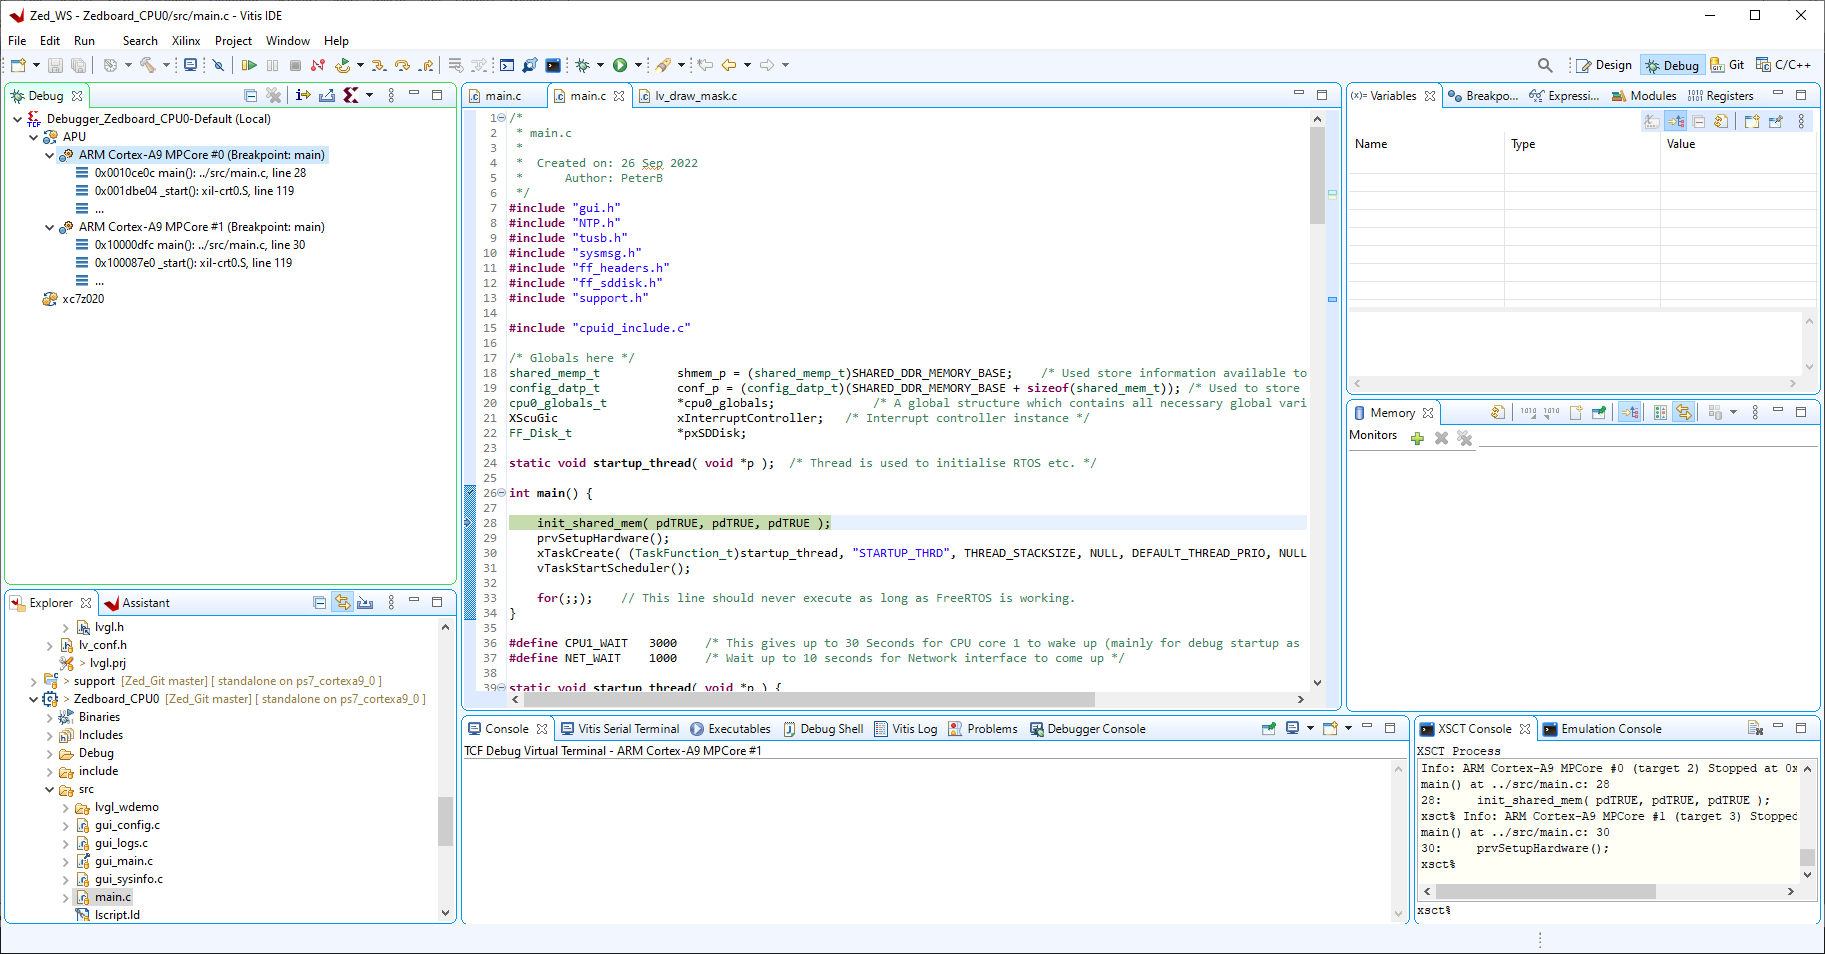 Zed_WS - Zedboard_CPU0/src/main.c - Vitis IDE
File Edit Run Search Xilinx Project Window Help
Design Debug Git C/C++
Debug
Debugger_Zedboard_CPU0-Default (Local)
APU
ARM Cortex-A9 MPCore #0 (Breakpoint: main)
0x0010ce0c main(): ../src/main.c, line 28
0x001dbe04 _start(): xil-crt0.S, line 119
...
ARM Cortex-A9 MPCore #1 (Breakpoint: main)
0x10000dfc main(): ../src/main.c, line 30
0x100087e0 _start(): xil-crt0.S, line 119
...
xc7z020
Explorer Assistant
lvgl.h
lv_conf.h
> lvgl.prj
> support [Zed_Git master] [ standalone on ps7_cortexa9_0 ]
> Zedboard_CPU0 [Zed_Git master] [ standalone on ps7_cortexa9_0 ]
Binaries
Includes
Debug
include
src
lvgl_wdemo
gui_config.c
gui_logs.c
gui_main.c
gui_sysinfo.c
main.c
lscript.ld
main.c main.c lv_draw_mask.c
1 /*
2 * main.c
3 *
4 * Created on: 26 Sep 2022
5 * Author: PeterB
6 */
7 #include "gui.h"
8 #include "NTP.h"
9 #include "tusb.h"
10 #include "sysmsg.h"
11 #include "ff_headers.h"
12 #include "ff_sddisk.h"
13 #include "support.h"
14
15 #include "cpuid_include.c"
16
17 /* Globals here */
18 shared_memp_t shmem_p = (shared_memp_t)SHARED_DDR_MEMORY_BASE; /* Used store information available to
19 config_datp_t conf_p = (config_datp_t)(SHARED_DDR_MEMORY_BASE + sizeof(shared_mem_t)); /* Used to store
20 cpu0_globals_t *cpu0_globals; /* A global structure which contains all necessary global vari
21 XScuGic xInterruptController; /* Interrupt controller instance */
22 FF_Disk_t *pxSDDisk;
23
24 static void startup_thread( void *p ); /* Thread is used to initialise RTOS etc. */
25
26 int main() {
27
28 init_shared_mem( pdTRUE, pdTRUE, pdTRUE );
29 prvSetupHardware();
30 xTaskCreate( (TaskFunction_t)startup_thread, "STARTUP_THRD", THREAD_STACKSIZE, NULL, DEFAULT_THREAD_PRIO, NULL
31 vTaskStartScheduler();
32
33 for(;;); // This line should never execute as long as FreeRTOS is working.
34 }
35
36 #define CPU1_WAIT 3000 /* This gives up to 30 Seconds for CPU core 1 to wake up (mainly for debug startup as
37 #define NET_WAIT 1000 /* Wait up to 10 seconds for Network interface to come up */
38
39 static void startup_thread( void *p ) {
(x)= Variables Breakpo... Expressi... Modules Registers
Name Type Value
Memory
Monitors
Console Vitis Serial Terminal Executables Debug Shell Vitis Log Problems Debugger Console
TCF Debug Virtual Terminal - ARM Cortex-A9 MPCore #1
XSCT Console Emulation Console
XSCT Process
Info: ARM Cortex-A9 MPCore #0 (target 2) Stopped at 0x
main() at ../src/main.c: 28
28: init_shared_mem( pdTRUE, pdTRUE, pdTRUE );
xsct% Info: ARM Cortex-A9 MPCore #1 (target 3) Stopped
main() at ../src/main.c: 30
30: prvSetupHardware();
xsct%
xsct%